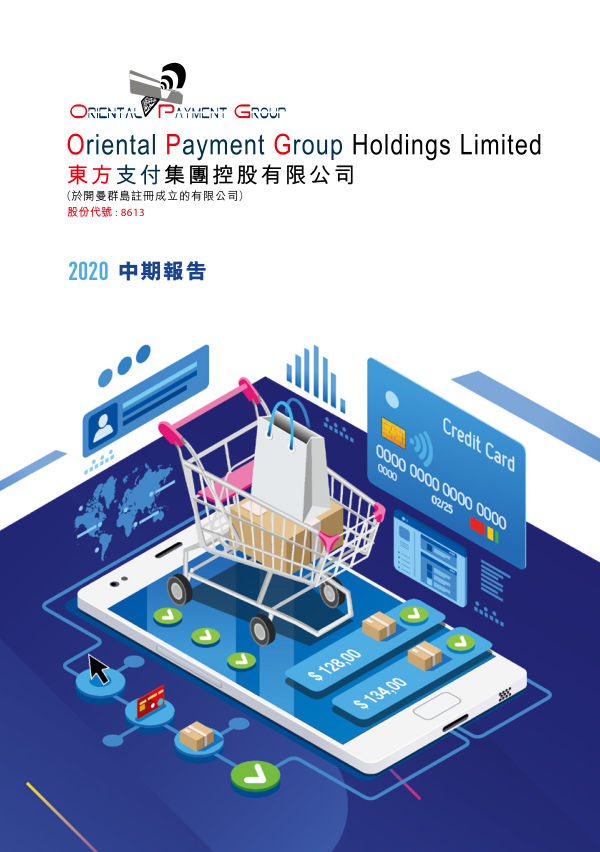 ORIENTAL PAYMENT GROUP
Oriental Payment Group Holdings Limited
東方支付集團控股有限公司
(於開曼群島註冊成立的有限公司)
股份代號 : 8613
2020 中期報告
Credit Card
0000 0000 0000 0000
0000
02/25
$ 128,00
$ 134,00